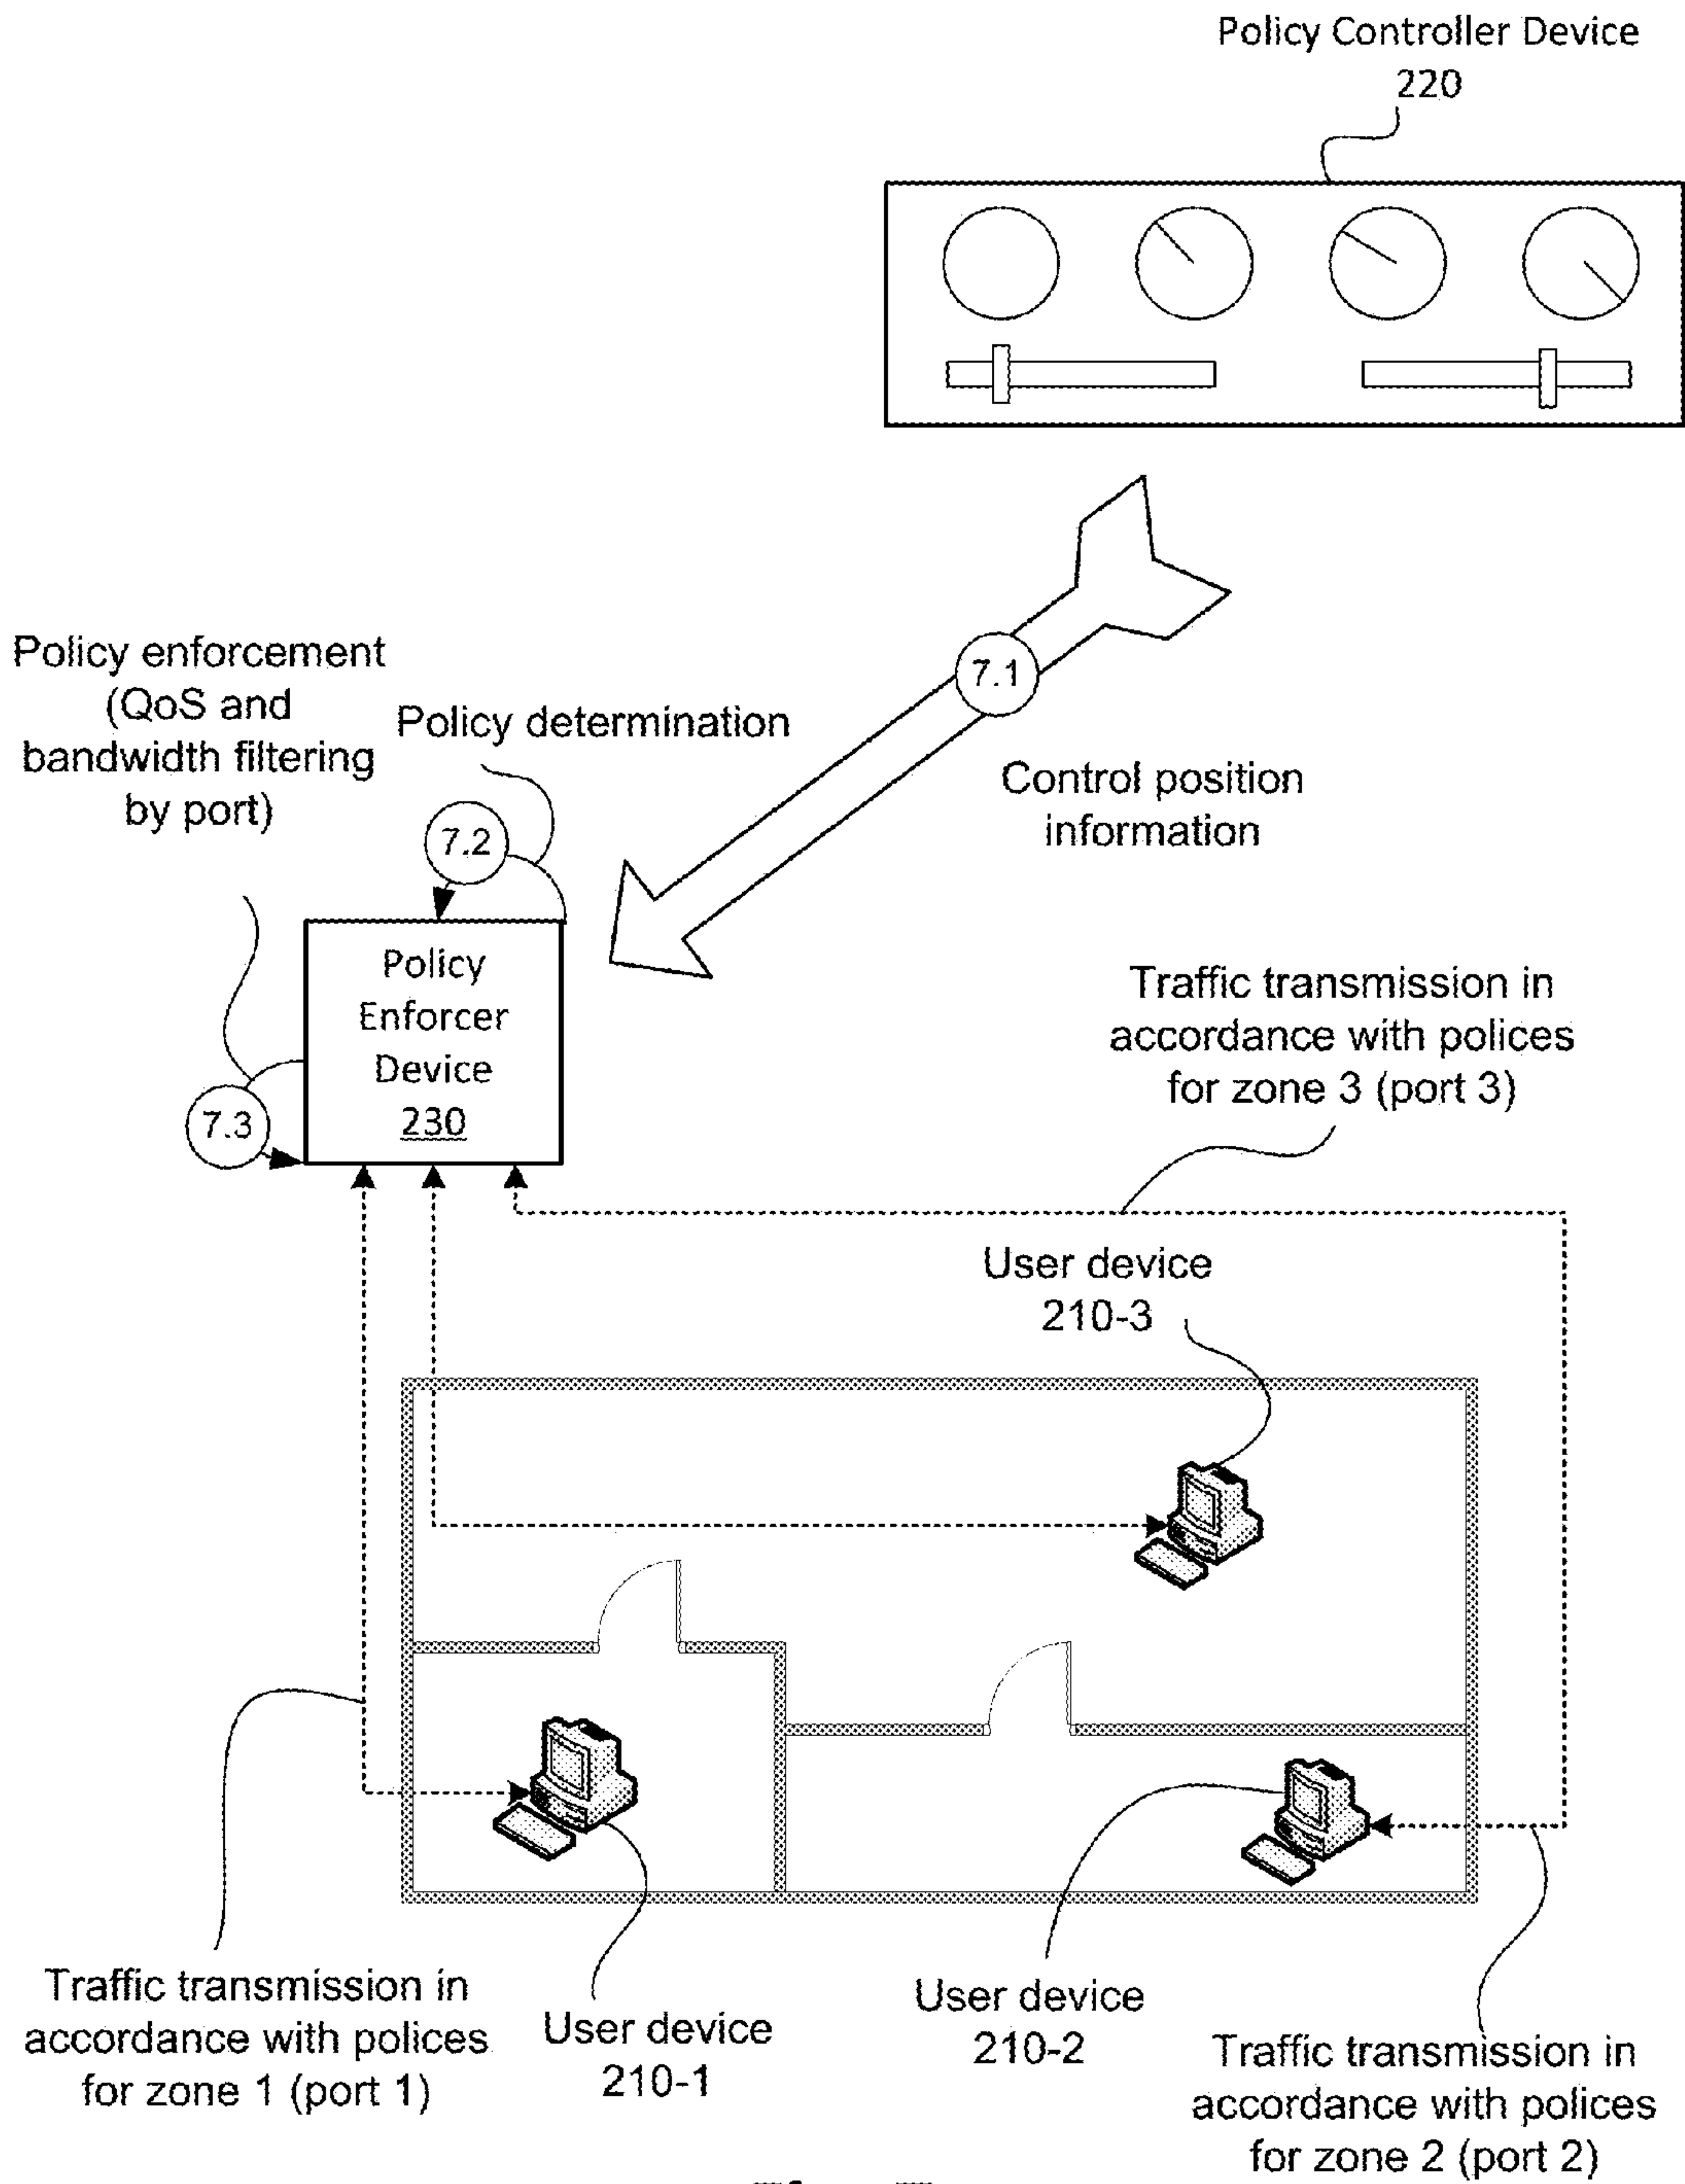 Policy Controller Device
220
7.1
Control position
information
Policy enforcement
(QoS and
bandwidth filtering
by port)
Policy determination
7.2
Policy
Enforcer
Device
230
7.3
Traffic transmission in
accordance with polices
for zone 3 (port 3)
User device
210-3
Traffic transmission in
accordance with polices
for zone 1 (port 1)
User device
210-1
User device
210-2
Traffic transmission in
accordance with polices
for zone 2 (port 2)